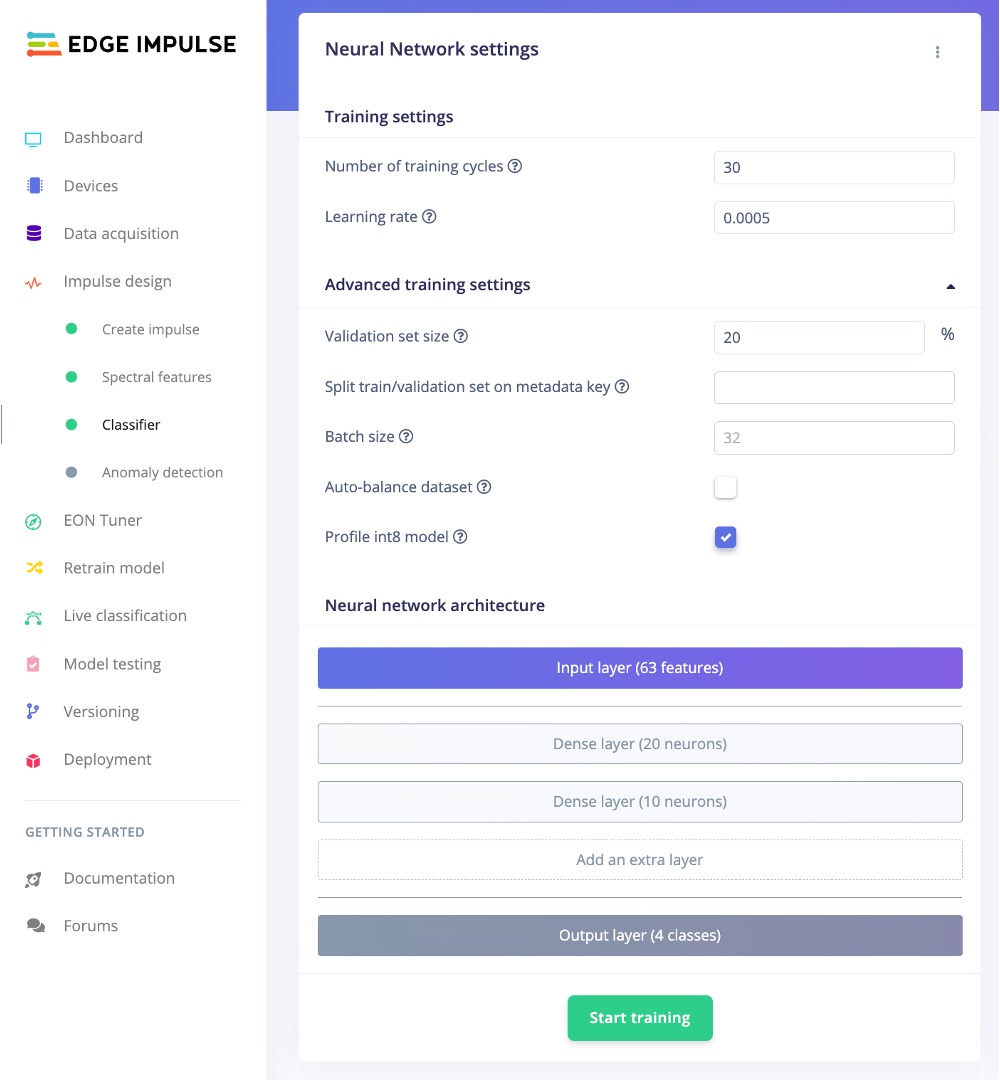 EDGE IMPULSE
Dashboard
Devices
Data acquisition
Impulse design
Create impulse
Spectral features
Classifier
Anomaly detection
EON Tuner
Retrain model
Live classification
Model testing
Versioning
Deployment
GETTING STARTED
Documentation
Forums
Neural Network settings
Training settings
Number of training cycles ? 30
Learning rate ? 0.0005
Advanced training settings
Validation set size ? 20 %
Split train/validation set on metadata key ?
Batch size ? 32
Auto-balance dataset ?
Profile int8 model ?
Neural network architecture
Input layer (63 features)
Dense layer (20 neurons)
Dense layer (10 neurons)
Add an extra layer
Output layer (4 classes)
Start training